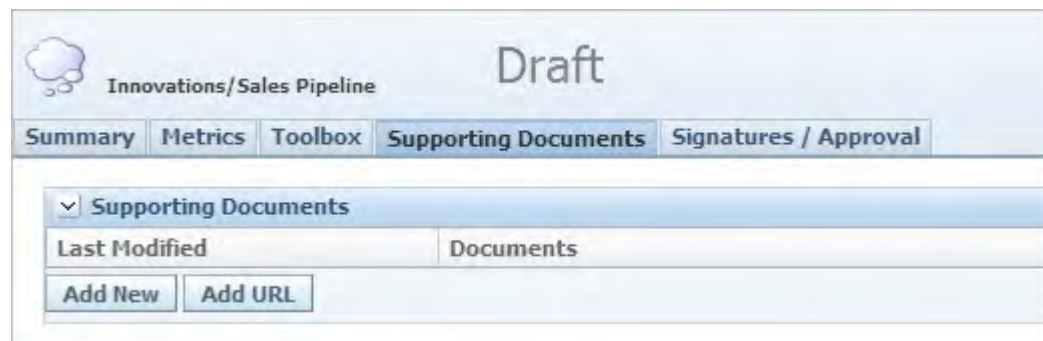 Draft
Innovations/Sales Pipeline
Summary Metrics Toolbox Supporting Documents Signatures / Approval
Supporting Documents
Last Modified Documents
Add New Add URL